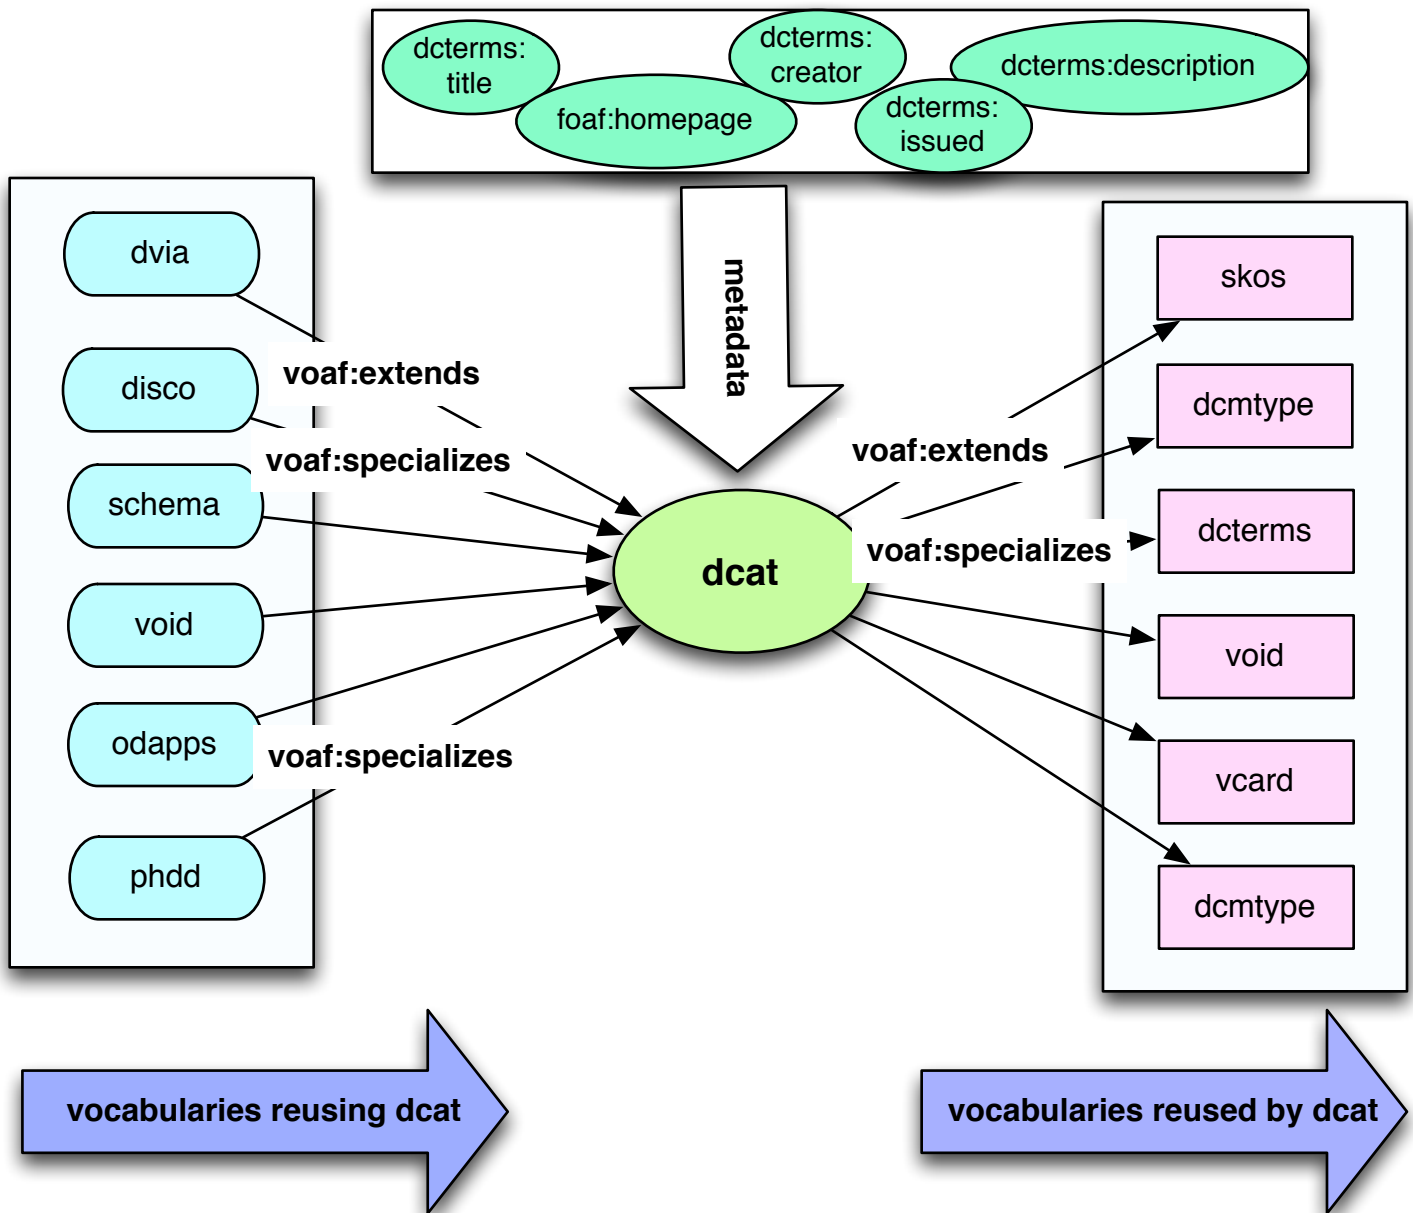 dcterms:
title
foaf:homepage
dcterms:
creator
dcterms:
issued
dcterms:description
metadata
dvia
disco
schema
void
odapps
phdd
voaf:extends
voaf:specializes
voaf:specializes
dcat
voaf:extends
voaf:specializes
skos
dcmtype
dcterms
void
vcard
dcmtype
vocabularies reusing dcat
vocabularies reused by dcat